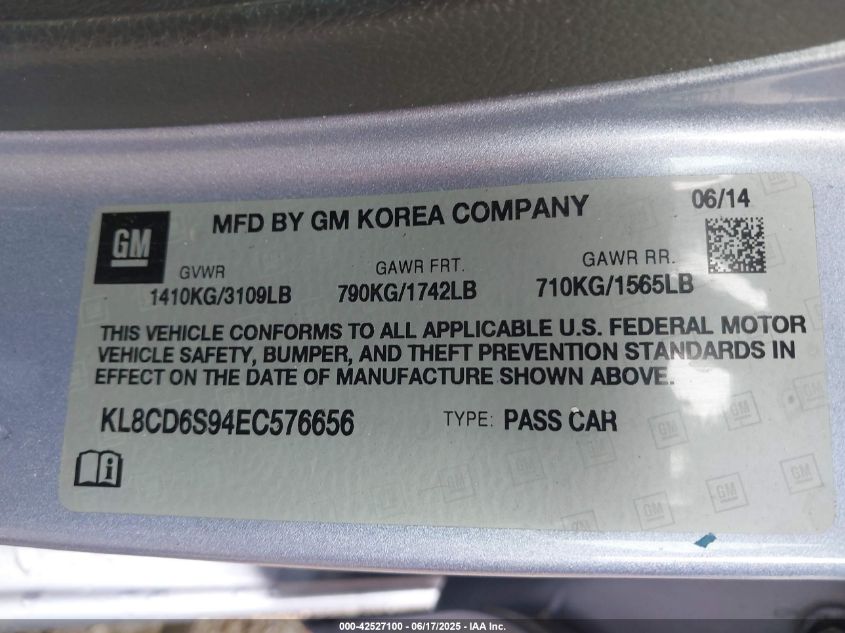 GM
MFD BY GM KOREA COMPANY
06/14
GVWR
GAWR FRT.
GAWR RR.
1410KG/3109LB
790KG/1742LB
710KG/1565LB
THIS VEHICLE CONFORMS TO ALL APPLICABLE U.S. FEDERAL MOTOR
VEHICLE SAFETY, BUMPER, AND THEFT PREVENTION STANDARDS IN
EFFECT ON THE DATE OF MANUFACTURE SHOWN ABOVE.
KL8CD6S94EC576656
TYPE: PASS CAR
000-42527100 - 06/17/2025 - IAA, Inc.